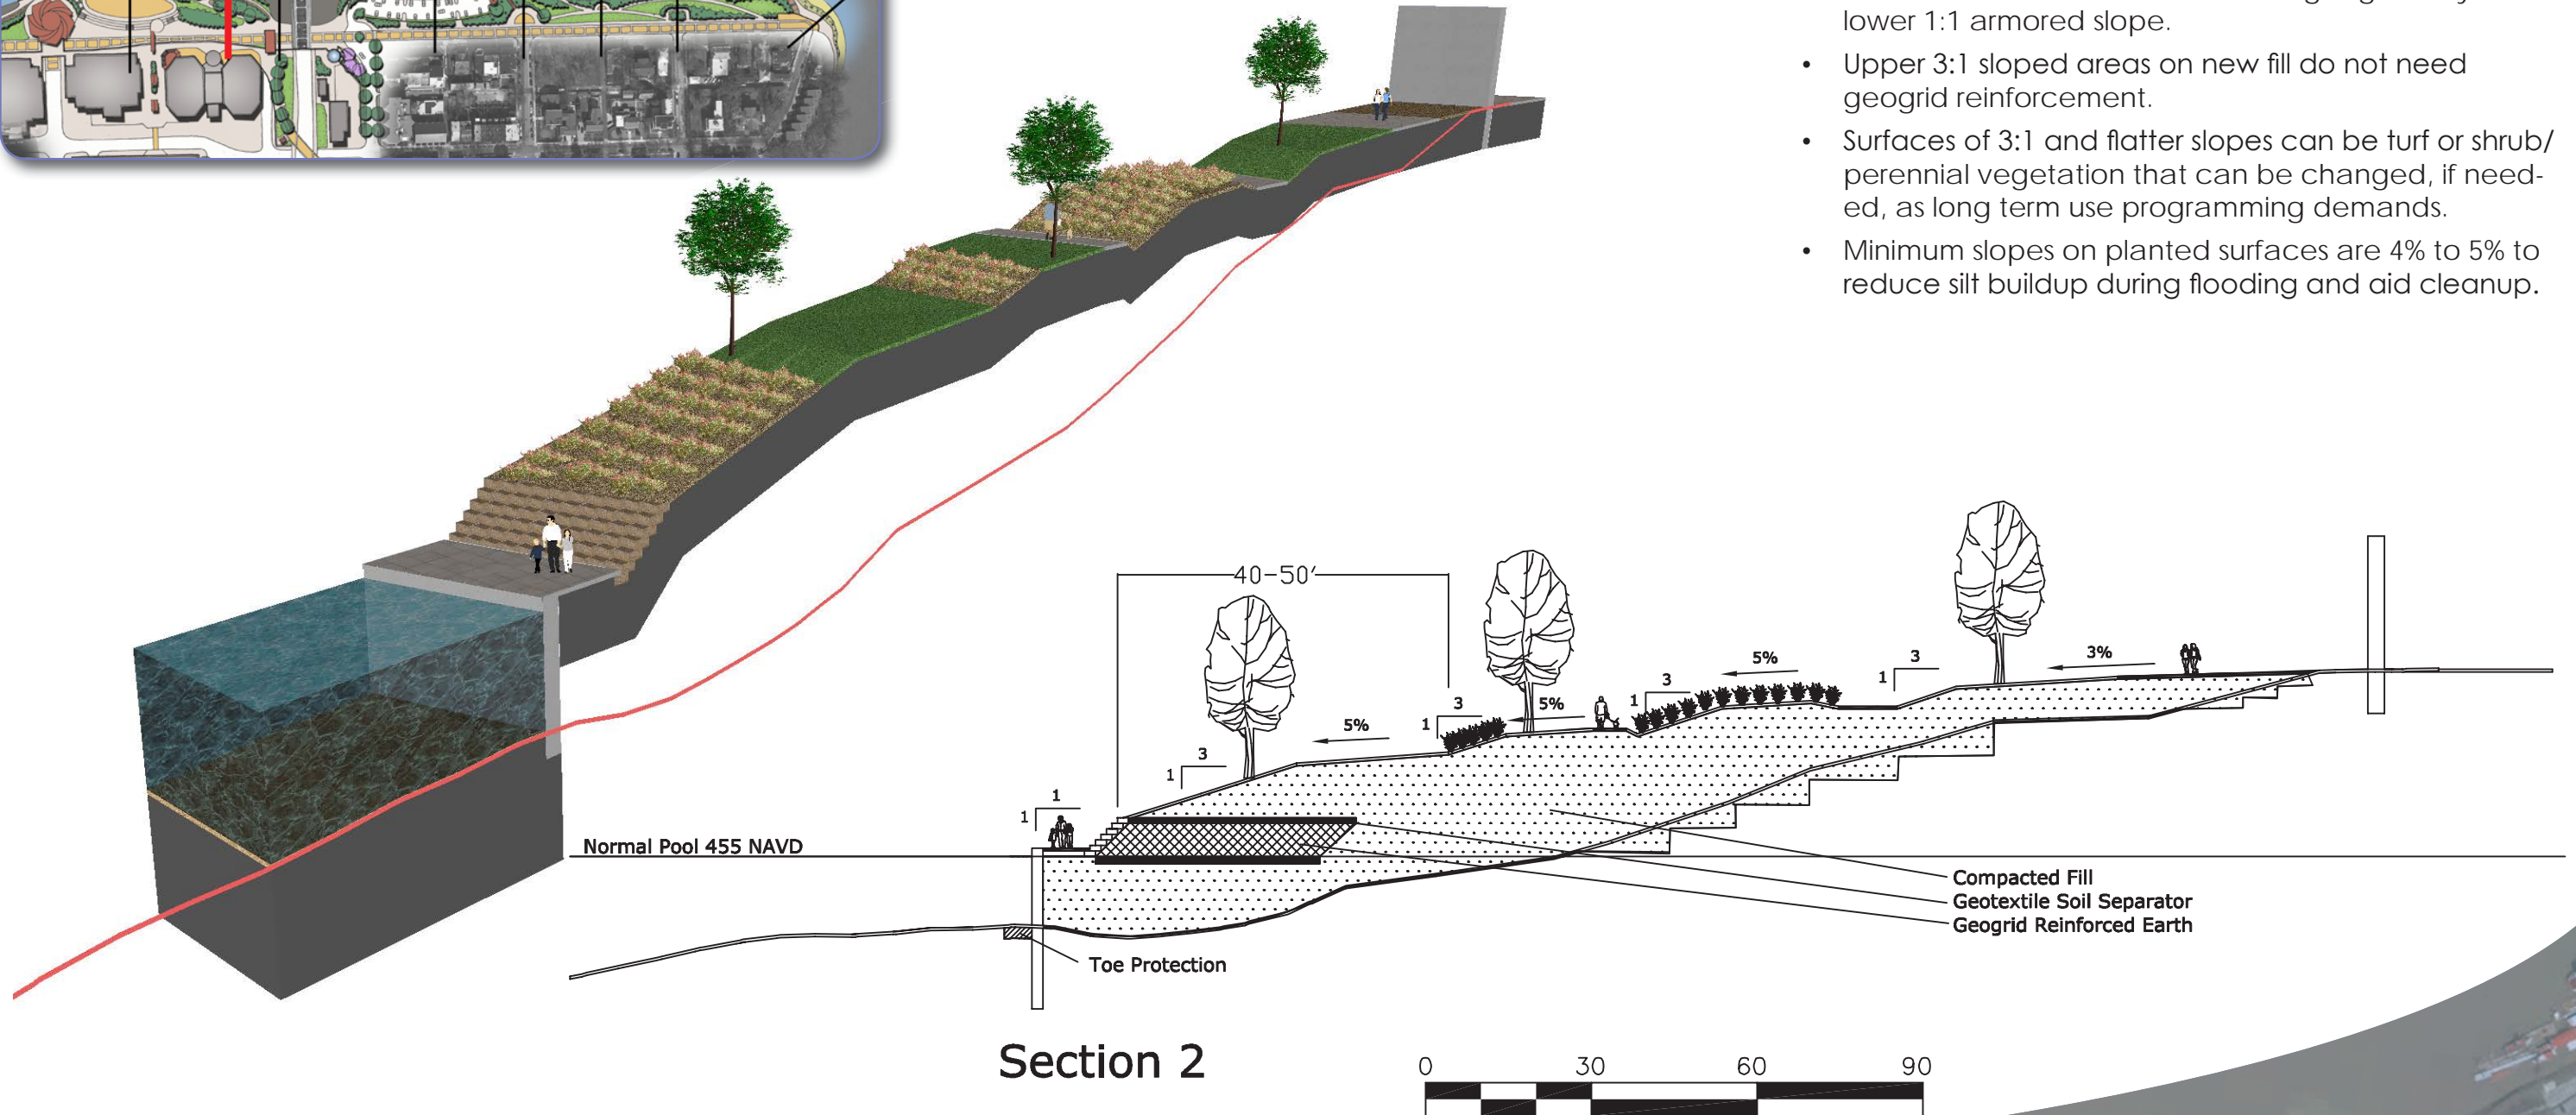 lower 1:1 armored slope.
• Upper 3:1 sloped areas on new fill do not need
geogrid reinforcement.
• Surfaces of 3:1 and flatter slopes can be turf or shrub/
perennial vegetation that can be changed, if need-
ed, as long term use programming demands.
• Minimum slopes on planted surfaces are 4% to 5% to
reduce silt buildup during flooding and aid cleanup.
40-50'
3
1
5%
3
1
5%
3
1
5%
3
1
3%
1
1
Normal Pool 455 NAVD
Compacted Fill
Geotextile Soil Separator
Geogrid Reinforced Earth
Toe Protection
Section 2
0 30 60 90